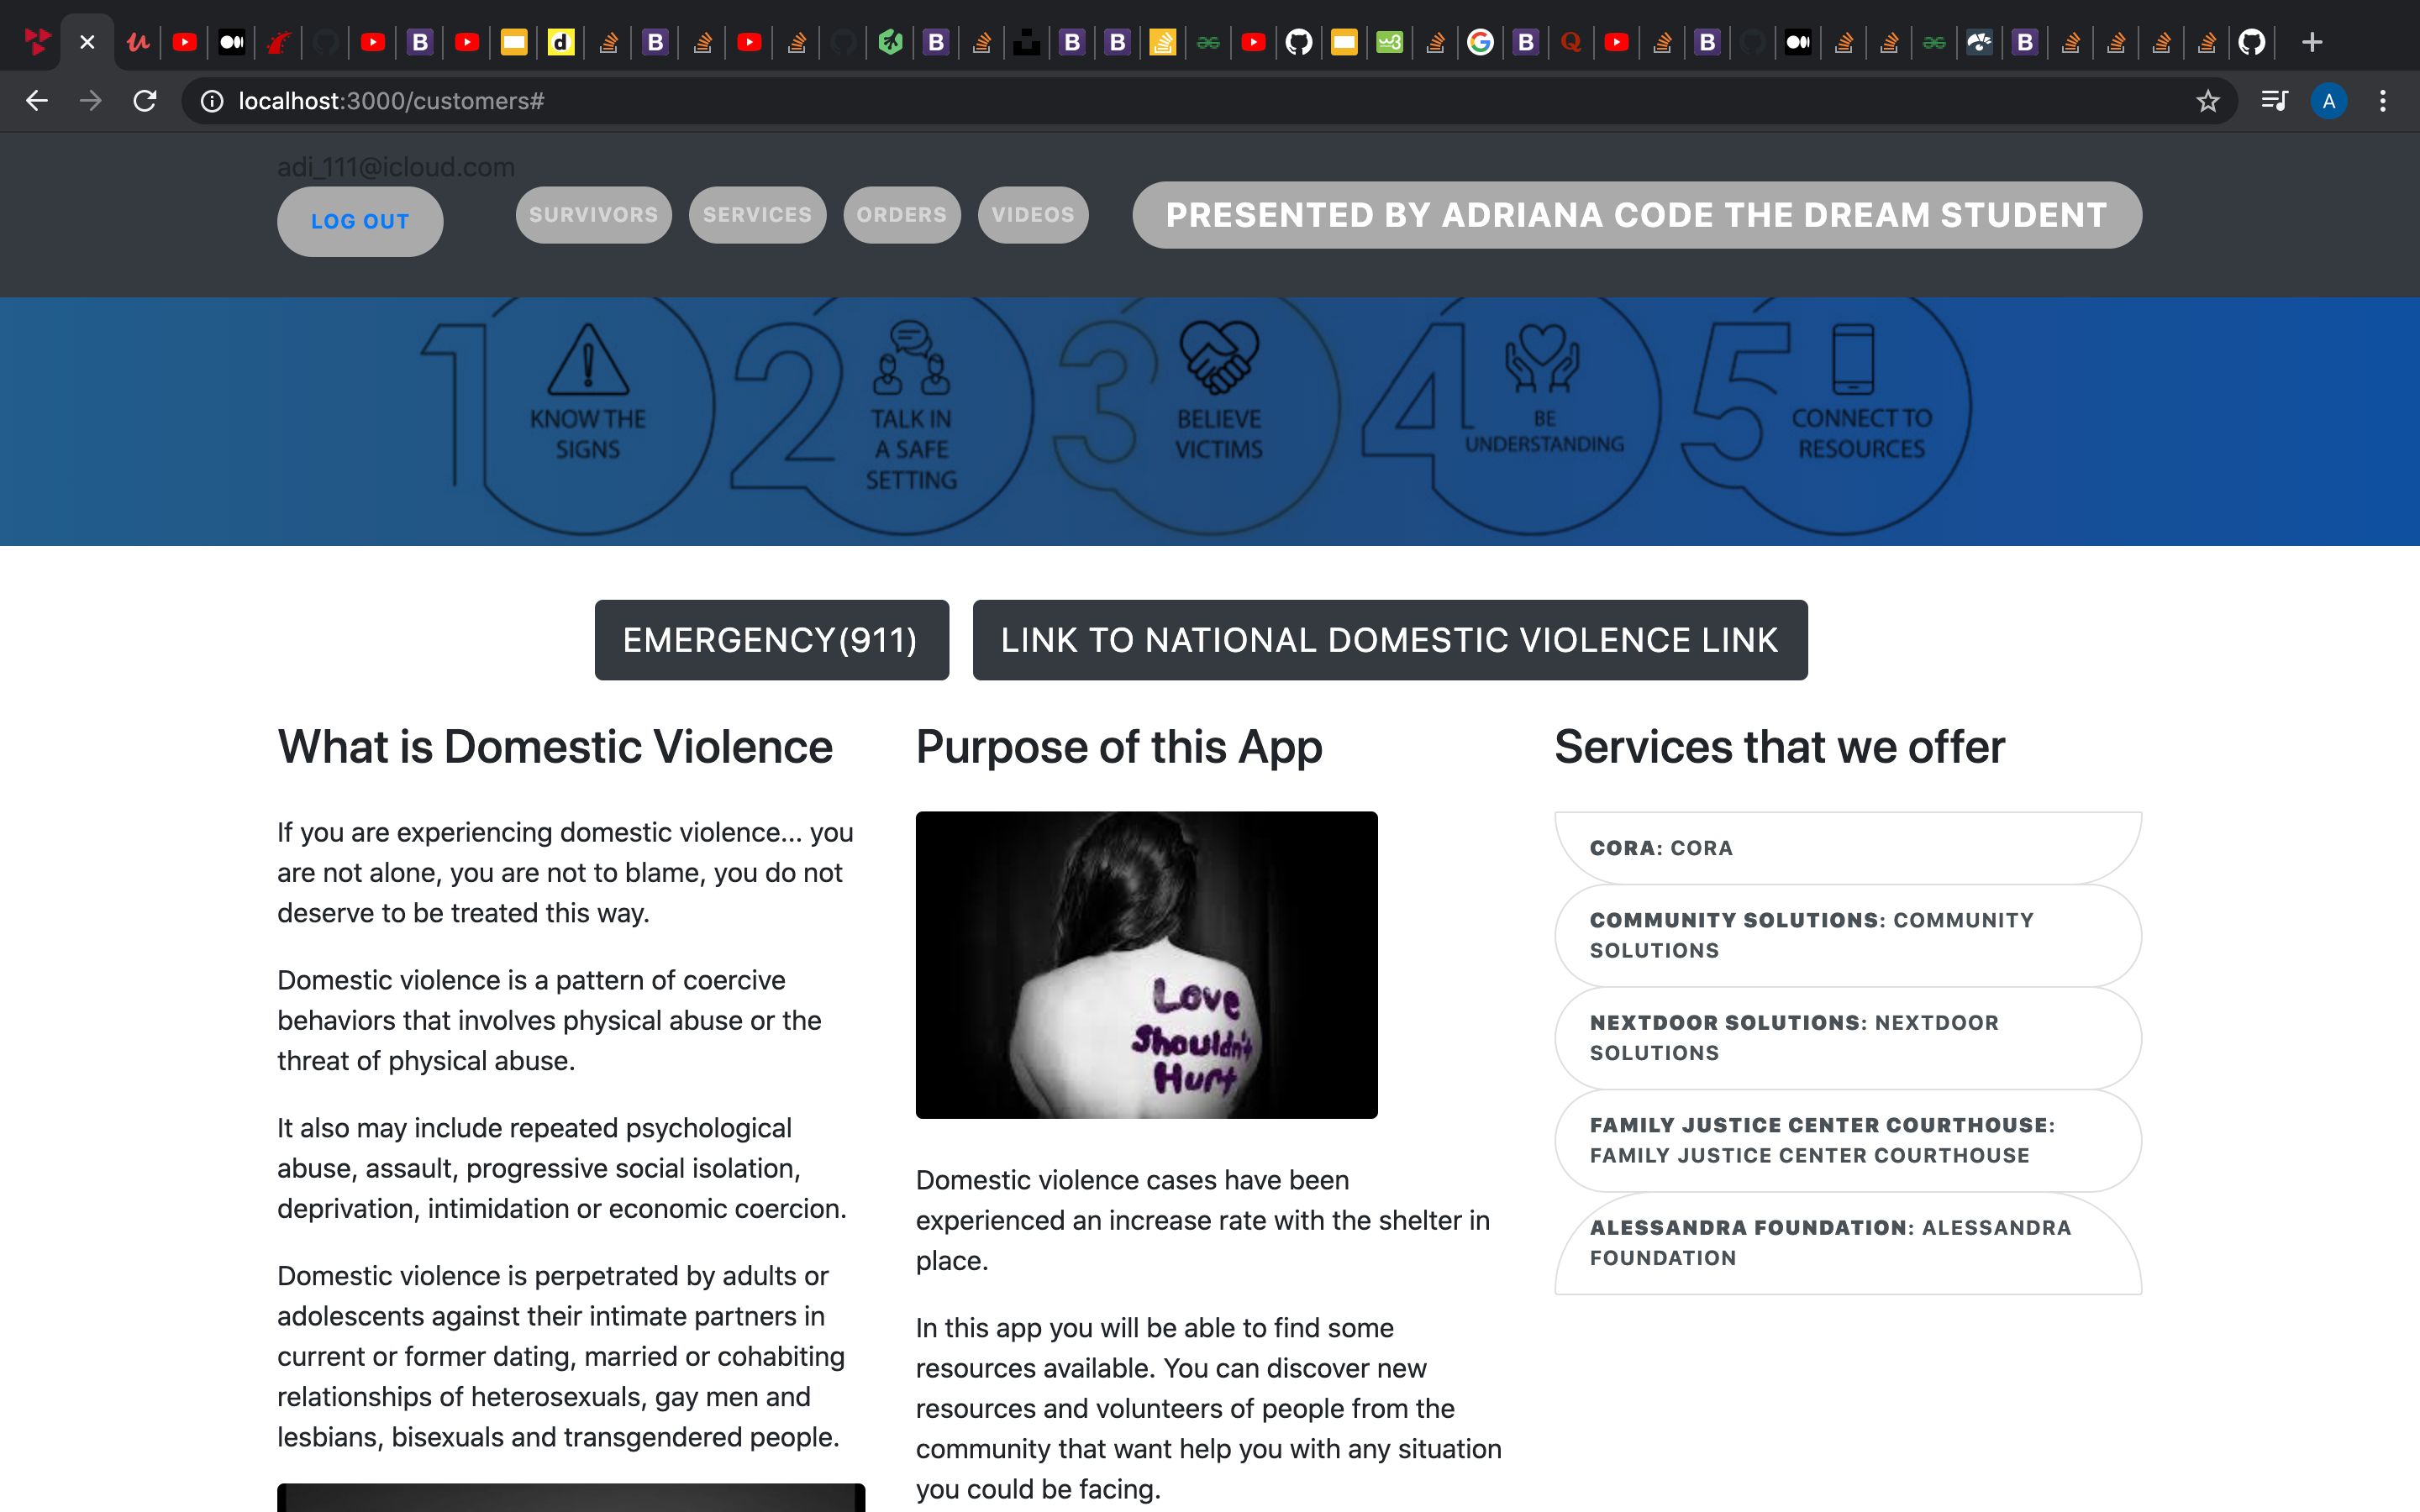 localhost:3000/customers#
A
adi_111@icloud.com
LOG OUT
SURVIVORS
SERVICES
ORDERS
VIDEOS
PRESENTED BY ADRIANA CODE THE DREAM STUDENT
1
KNOW THE
SIGNS
2
TALK IN
A SAFE
SETTING
3
BELIEVE
VICTIMS
4
BE
UNDERSTANDING
5
CONNECT TO
RESOURCES
EMERGENCY(911)
LINK TO NATIONAL DOMESTIC VIOLENCE LINK
What is Domestic Violence
If you are experiencing domestic violence... you
are not alone, you are not to blame, you do not
deserve to be treated this way.
Domestic violence is a pattern of coercive
behaviors that involves physical abuse or the
threat of physical abuse.
It also may include repeated psychological
abuse, assault, progressive social isolation,
deprivation, intimidation or economic coercion.
Domestic violence is perpetrated by adults or
adolescents against their intimate partners in
current or former dating, married or cohabiting
relationships of heterosexuals, gay men and
lesbians, bisexuals and transgendered people.
Purpose of this App
Love
Shouldn't
Hurt
Domestic violence cases have been
experienced an increase rate with the shelter in
place.
In this app you will be able to find some
resources available. You can discover new
resources and volunteers of people from the
community that want help you with any situation
you could be facing.
Services that we offer
CORA: CORA
COMMUNITY SOLUTIONS: COMMUNITY
SOLUTIONS
NEXTDOOR SOLUTIONS: NEXTDOOR
SOLUTIONS
FAMILY JUSTICE CENTER COURTHOUSE:
FAMILY JUSTICE CENTER COURTHOUSE
ALESSANDRA FOUNDATION: ALESSANDRA
FOUNDATION